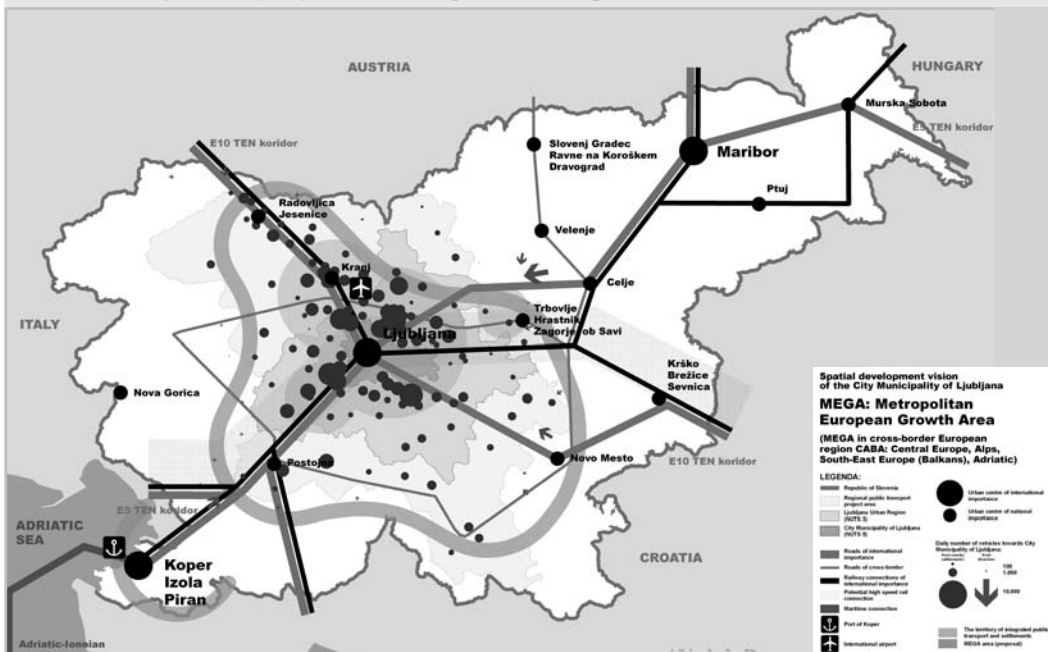 AUSTRIA
HUNGARY
Murska Sobota
E5 TEN koridor
E10 TEN koridor
Slovenj Gradec
Ravne na Koroškem
Dravograd
Maribor
Ptuj
Radovljica
Jesenice
Velenje
Kranj
Celje
ITALY
Trbovlje
Hrastnik
Zagorje ob Savi
Ljubljana
Krško
Brežice
Sevnica
Nova Gorica
Novo Mesto
E10 TEN koridor
Postojna
E5 TEN koridor
ADRIATIC
SEA
CROATIA
Koper
Izola
Piran
Adriatic-Ionnian
Spatial development vision
of the City Municipality of Ljubljana
MEGA: Metropolitan
European Growth Area
(MEGA in cross-border European
region CABA: Central Europe, Alps,
South-East Europe (Balkans), Adriatic)
LEGENDA:
Republic of Slovenia
Regional public transport
project area
Ljubljana Urban Region
(NUTS 3)
City Municipality of Ljubljana
(NUTS 5)
Roads of international
importance
Roads of cross-border
Railway connections of
international importance
Potential high speed rail
connection
Maritime connection
Port of Koper
International airport
Urban centre of international
importance
Urban centre of national
importance
Daily number of vehicles towards City
Municipality of Ljubljana:
100
1.000
10.000
The territory of integrated public
transport and settlements
MEGA area (proposal)